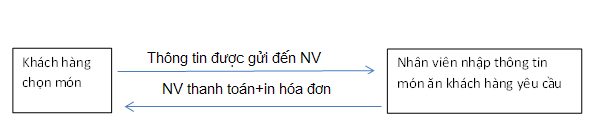 Khách hàng
chọn món
Thông tin được gửi đến NV
NV thanh toán+in hóa đơn
Nhân viên nhập thông tin
món ăn khách hàng yêu cầu